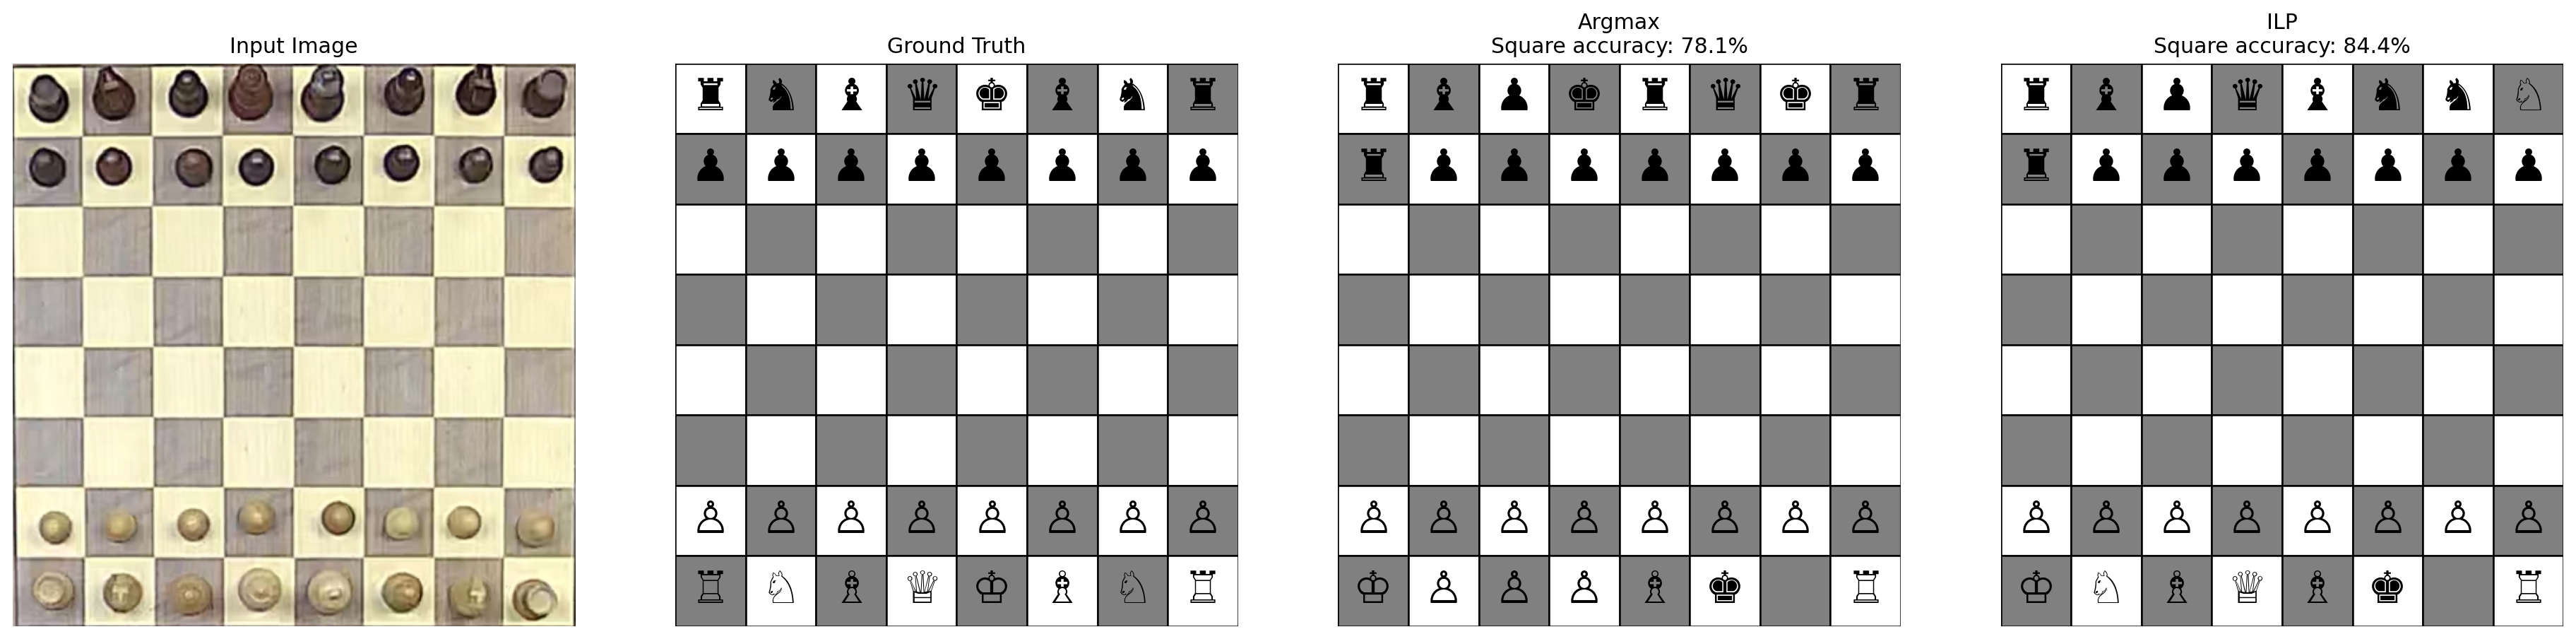 Input Image
Ground Truth
Argmax
Square accuracy: 78.1%
ILP
Square accuracy: 84.4%